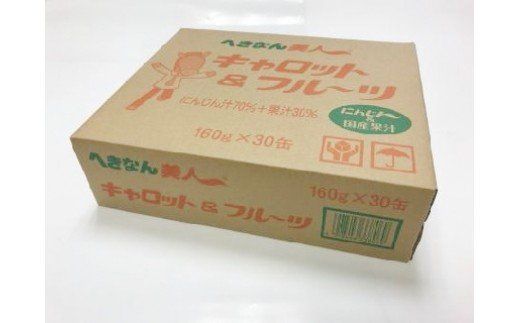 へきなん美人
キャロット
&フルーツ
にんじん汁70%+果汁30%
160g×30缶
にんじん
&
国産果汁
へきなん美人
キャロット&フルーツ
160g×30缶